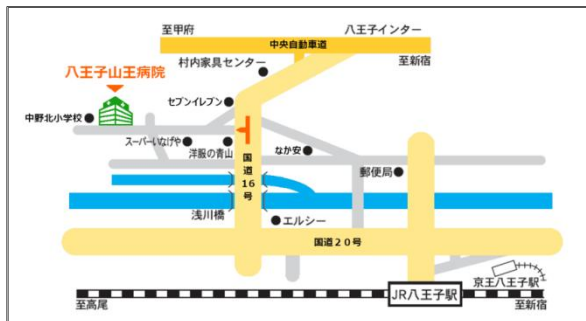 至甲府
八王子インター
中央自動車道
村内家具センター
至新宿
八王子山王病院
セブンイレブン
中野北小学校
スーパーいなげや
洋服の青山
なか安
国道16号
郵便局
浅川橋
エルシー
国道20号
京王八王子駅
JR八王子駅
至高尾
至新宿